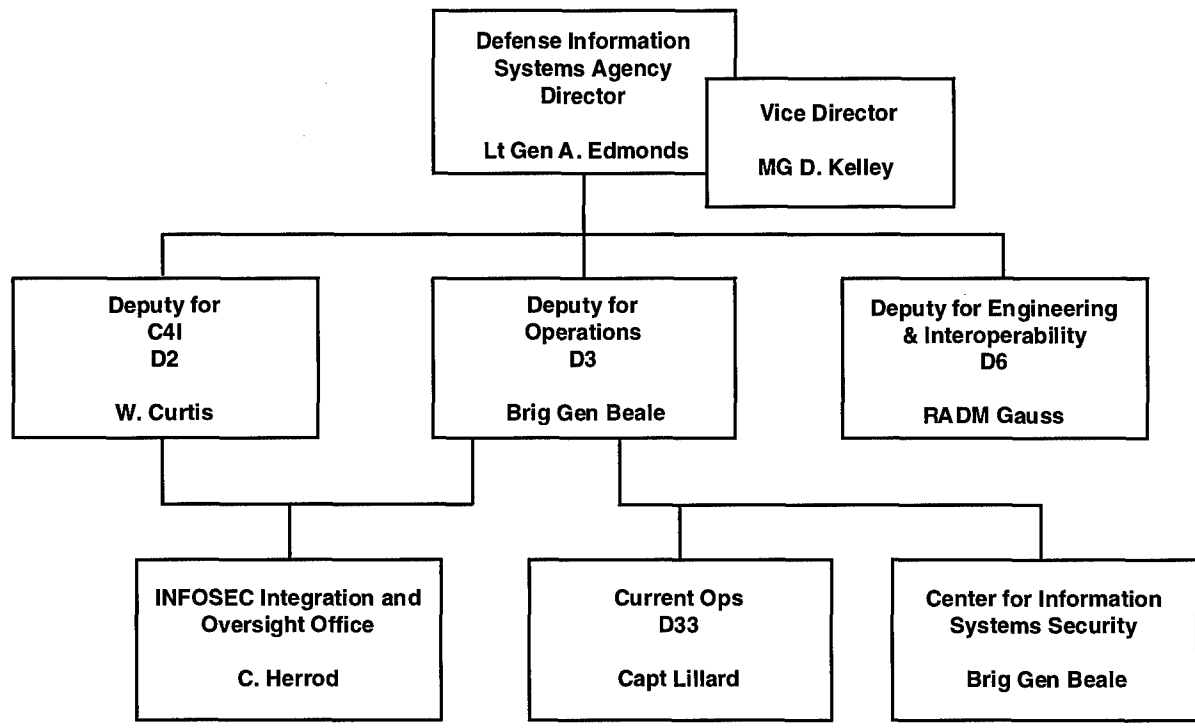 Defense Information
Systems Agency
Director
Lt Gen A. Edmonds
Vice Director
MG D. Kelley
Deputy for
C4I
D2
W. Curtis
Deputy for
Operations
D3
Brig Gen Beale
Deputy for Engineering
& Interoperability
D6
RADM Gauss
INFOSEC Integration and
Oversight Office
C. Herrod
Current Ops
D33
Capt Lillard
Center for Information
Systems Security
Brig Gen Beale